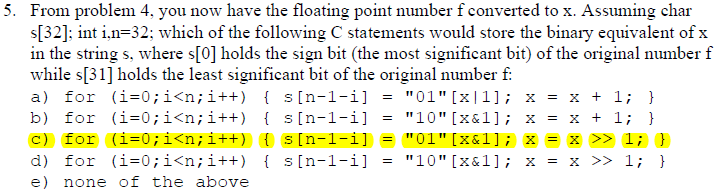 5. From problem 4, you now have the floating point number f converted to x. Assuming char
s[32]; int i,n=32; which of the following C statements would store the binary equivalent of x
in the string s, where s[0] holds the sign bit (the most significant bit) of the original number f
while s[31] holds the least significant bit of the original number f:
a) for (i=0;i<n;i++) { s[n-1-i] = "01"[x|1]; x = x + 1; }
b) for (i=0;i<n;i++) { s[n-1-i] = "10"[x&1]; x = x + 1; }
c) for (i=0;i<n;i++) { s[n-1-i] = "01"[x&1]; x = x >> 1; }
d) for (i=0;i<n;i++) { s[n-1-i] = "10"[x&1]; x = x >> 1; }
e) none of the above